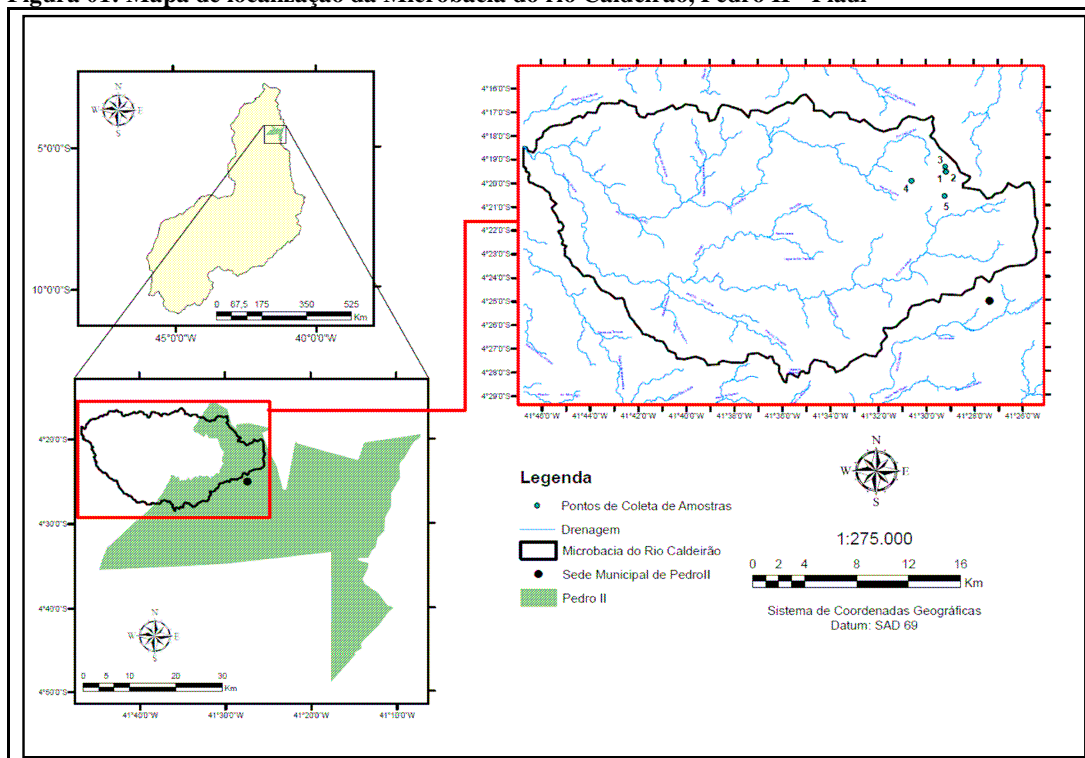 Figura 01: Mapa de localização da Microbacia do rio Caldeirão, Pedro II - Piauí
N
W E
S
5°0'0"S
10°0'0"S
0 67,5 175 350 525
Km
45°0'0"W 40°0'0"W
4°16'0"S
4°17'0"S
4°18'0"S
4°19'0"S
4°20'0"S
4°21'0"S
4°22'0"S
4°23'0"S
4°24'0"S
4°25'0"S
4°26'0"S
4°27'0"S
4°28'0"S
4°29'0"S
3
1 2
4
5
41°46'0"W 41°44'0"W 41°42'0"W 41°40'0"W 41°38'0"W 41°36'0"W 41°34'0"W 41°32'0"W 41°30'0"W 41°28'0"W 41°26'0"W
4°20'0"S
4°30'0"S
4°40'0"S
4°50'0"S
N
W E
S
0 5 10 20 30
Km
41°40'0"W 41°30'0"W 41°20'0"W 41°10'0"W
Legenda
Pontos de Coleta de Amostras
Drenagem
Microbacia do Rio Caldeirão
Sede Municipal de PedroII
Pedro II
N
W E
S
1:275.000
0 2 4 8 12 16
Km
Sistema de Coordenadas Geográficas
Datum: SAD 69